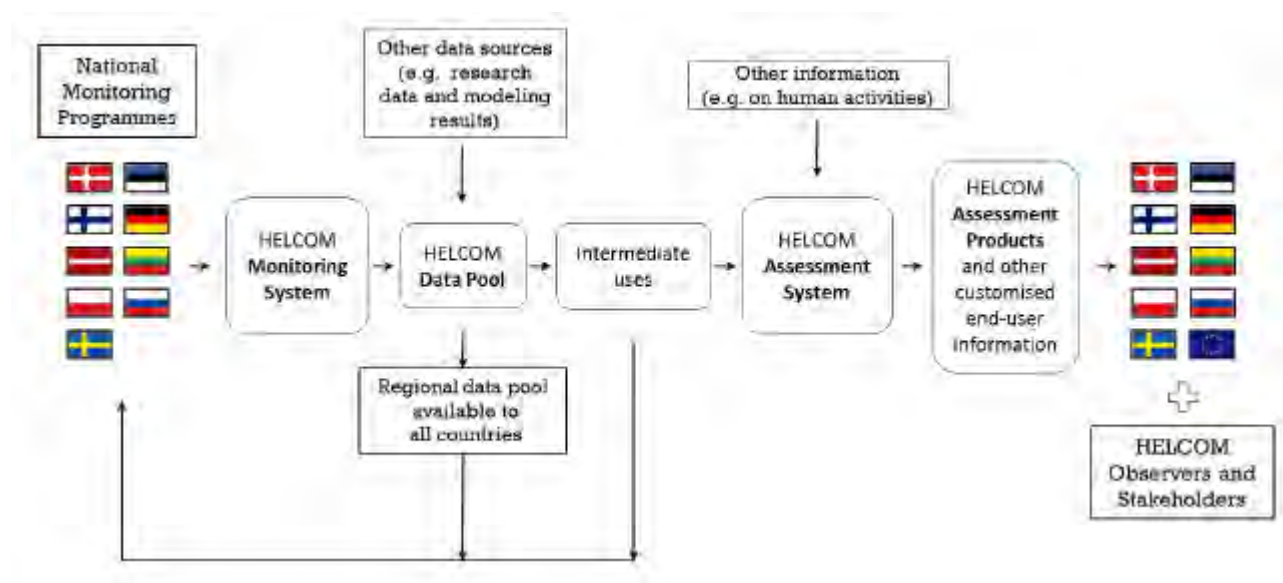 National
Monitoring
Programmes
Other data sources
(e.g. research
data and modeling
results)
Other information
(e.g. on human activities)
HELCOM
Monitoring
System
HELCOM
Data Pool
Intermediate
uses
HELCOM
Assessment
System
HELCOM
Assessment
Products
and other
customised
end-user
information
Regional data pool
available to
all countries
HELCOM
Observers and
Stakeholders